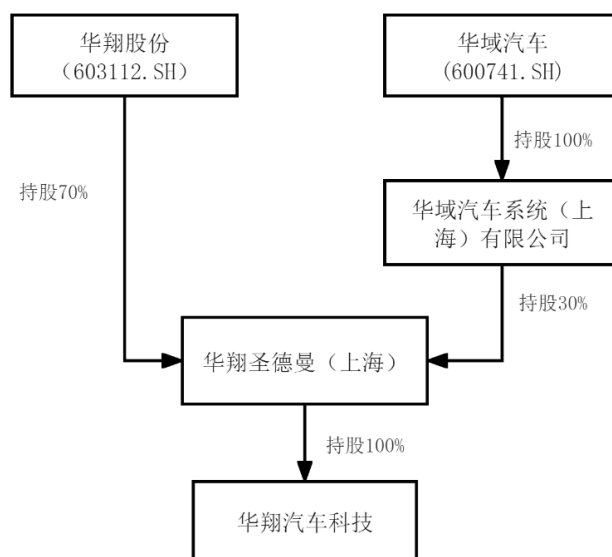 华翔股份
（603112.SH）
华域汽车
(600741.SH)
持股100%
持股70%
华域汽车系统（上
海）有限公司
持股30%
华翔圣德曼（上海）
持股100%
华翔汽车科技